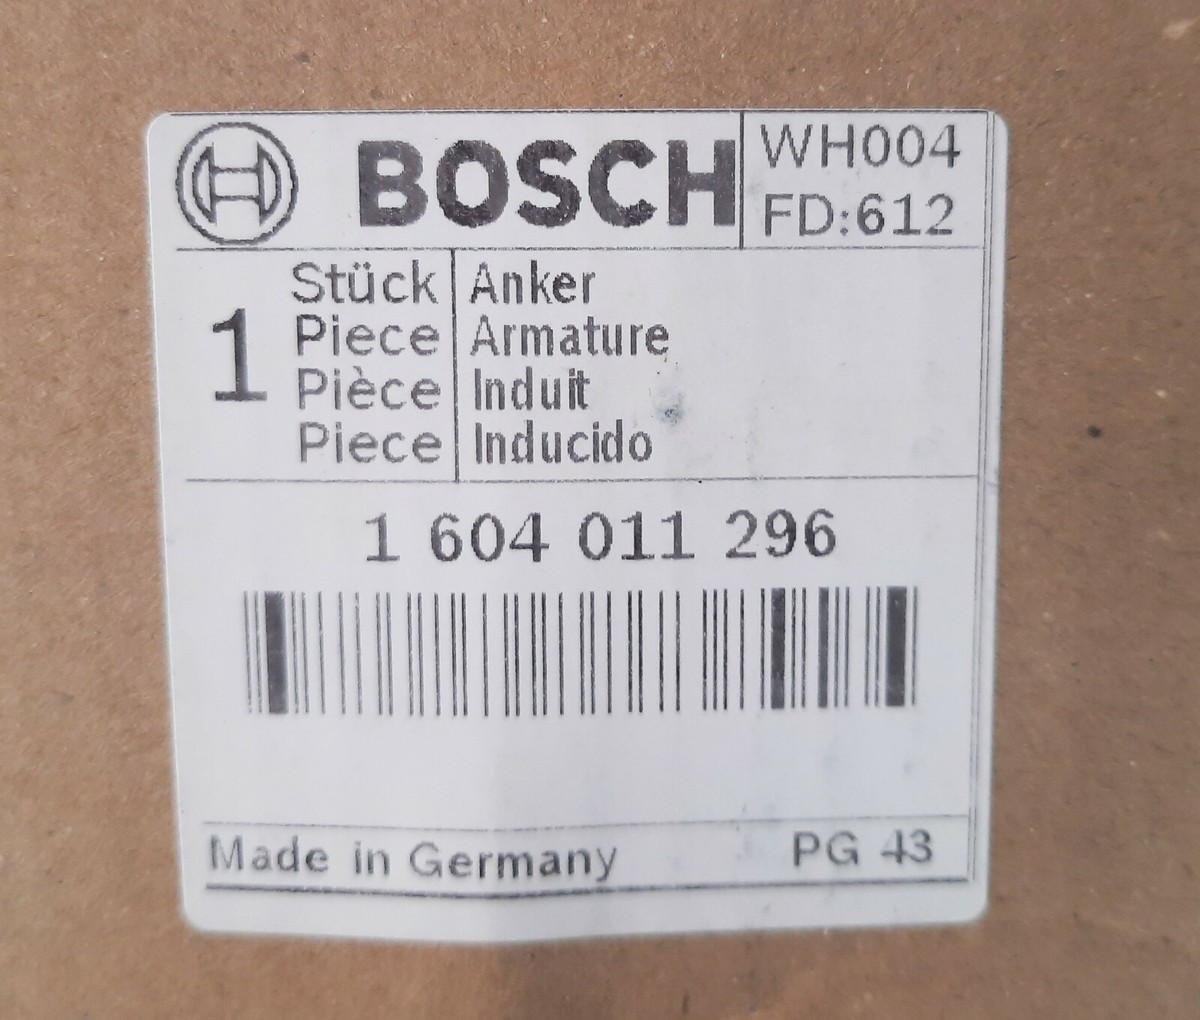 BOSCH
WH004
FD:612
1
Stück
Piece
Pièce
Piece
Anker
Armature
Induit
Inducido
1 604 011 296
Made in Germany
PG 43